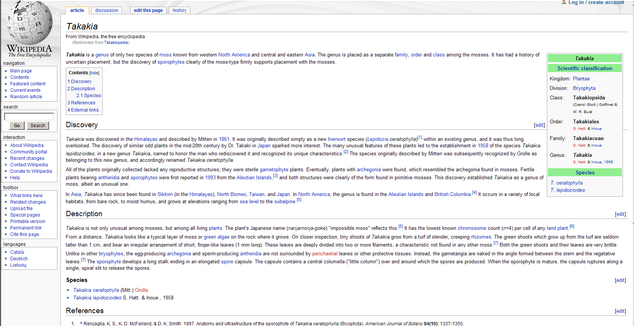 Log in / create account
article discussion edit this page history
WIKIPEDIA
The Free Encyclopedia
navigation
Main page
Contents
Featured content
Current events
Random article
search
Go Search
interaction
About Wikipedia
Community portal
Recent changes
Contact Wikipedia
Donate to Wikipedia
Help
toolbox
What links here
Related changes
Upload file
Special pages
Printable version
Permanent link
Cite this page
languages
Català
Deutsch
Lietuvių
Takakia
From Wikipedia, the free encyclopedia
(Redirected from Takakiopsida)
Takakia is a genus of only two species of moss known from western North America and central and eastern Asia. The genus is placed as a separate family, order and class among the mosses. It has had a history of
uncertain placement, but the discovery of sporophytes clearly of the moss-type firmly supports placement with the mosses.
Contents [hide]
1 Discovery
2 Description
2.1 Species
3 References
4 External links
Takakia
Scientific classification
Kingdom: Plantae
Division: Bryophyta
Class: Takakiopsida
Order: Takakiales
S. Hatt. & Inoue
Family: Takakiaceae
S. Hatt. & Inoue
Genus: Takakia
S. Hatt. & Inoue, 1958
Species
T. ceratophylla
T. lepidozioides
Discovery [edit]
Takakia was discovered in the Himalayas and described by Mitten in 1861. It was originally described simply as a new liverwort species (Lepidozia ceratophylla)[1] within an existing genus, and it was thus long
overlooked. The discovery of similar odd plants in the mid-20th century by Dr. Takaki in Japan sparked more interest. The many unusual features of these plants led to the establishment in 1958 of the species Takakia
lepidozioides, in a new genus Takakia, named to honor the man who rediscovered it and recognized its unique characteristics.[2] The species originally described by Mitten was subsequently recognized by Grolle as
belonging to this new genus, and accordingly renamed Takakia ceratophylla.
All of the plants originally collected lacked any reproductive structures; they were sterile gametophyte plants. Eventually, plants with archegonia were found, which resembled the archegonia found in mosses. Fertile
plants bearing antheridia and sporophytes were first reported in 1993 from the Aleutian Islands,[3] and both structures were clearly of the form found in primitive mosses. This discovery established Takakia as a genus of
moss, albeit an unusual one.
In Asia, Takakia has since been found in Sikkim (in the Himalayas), North Borneo, Taiwan, and Japan. In North America, the genus is found in the Aleutian Islands and British Columbia.[4] It occurs in a variety of local
habitats, from bare rock, to moist humus, and grows at elevations ranging from sea level to the subalpine.[5]
Description [edit]
Takakia is not only unusual among mosses, but among all living plants. The plant's Japanese name (nanjamonja-goke) "impossible moss" reflects this.[6] It has the lowest known chromosome count (n=4) per cell of any land plant.[6]
From a distance, Takakia looks like a typical layer of moss or green algae on the rock where it grows. On closer inspection, tiny shoots of Takakia grow from a turf of slender, creeping rhizomes. The green shoots which grow up from the turf are seldom
taller than 1 cm, and bear an irregular arrangement of short, finger-like leaves (1 mm long). These leaves are deeply divided into two or more filaments, a characteristic not found in any other moss.[7] Both the green shoots and their leaves are very brittle.
Unlike in other bryophytes, the egg-producing archegonia and sperm-producing antheridia are not surrounded by perichaetial leaves or other protective tissues. Instead, the gametangia are naked in the angle formed between the stem and the vegetative
leaves. The sporophyte develop a long stalk ending in an elongated spore capsule. The capsule contains a central columella ("little column") over and around which the spores are produced. When the sporophyte is mature, the capsule ruptures along a
single, spiral slit to release the spores.
Species [edit]
Takakia ceratophylla (Mitt.) Grolle.
Takakia lepidozioides S. Hatt. & Inoue. , 1958
References [edit]
1. ^ Renzaglia, K. S., K. D. McFarland, & D. K. Smith. 1997. Anatomy and ultrastructure of the sporophyte of Takakia ceratophylla (Bryophyta). American Journal of Botany 84(10): 1337-1350.